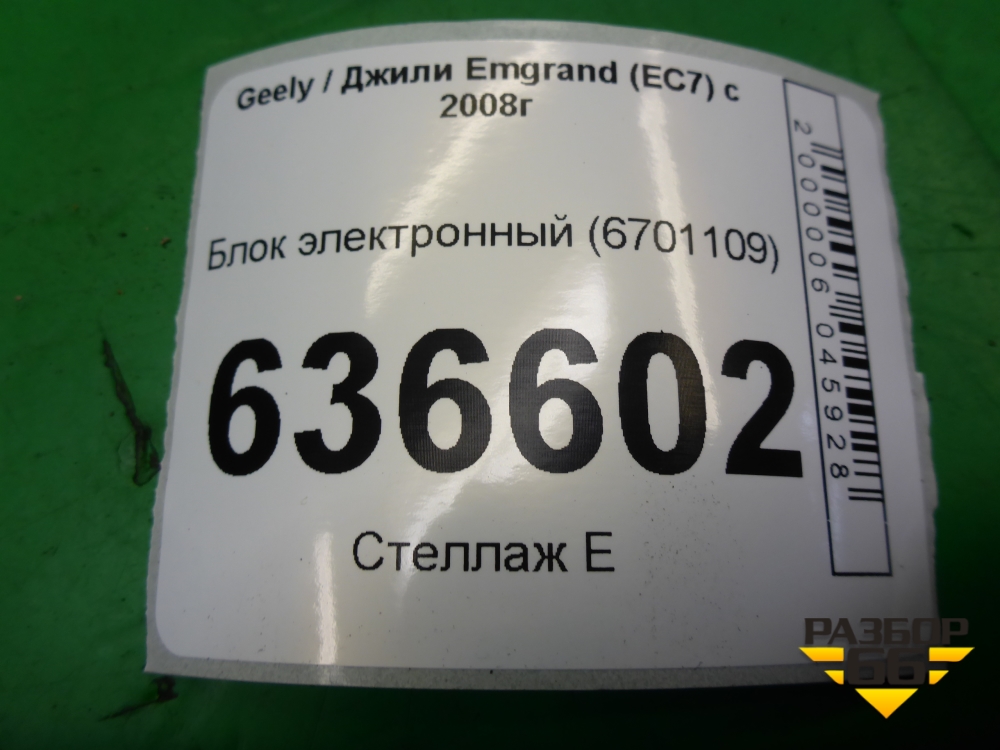 Geely / Джили Emgrand (EC7) с
2008г
Блок электронный (6701109)
636602
Стеллаж Е
2000006045928
РАЗБОР
66